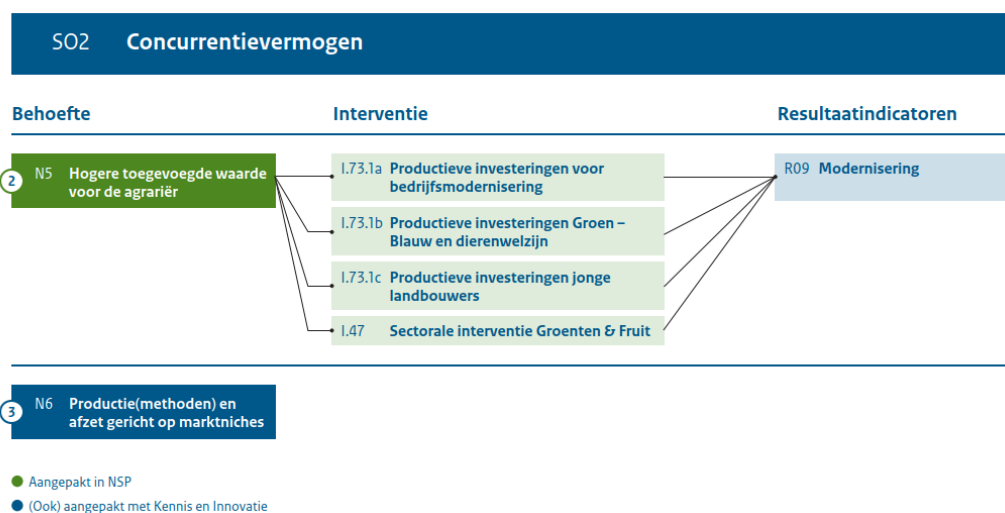 SO2 Concurrentievermogen
Behoefte
Interventie
Resultaatindicatoren
2
N5 Hogere toegevoegde waarde
voor de agrariër
I.73.1a Productieve investeringen voor
bedrijfsmodernisering
R09 Modernisering
I.73.1b Productieve investeringen Groen –
Blauw en dierenwelzijn
I.73.1c Productieve investeringen jonge
landbouwers
I.47 Sectorale interventie Groenten & Fruit
3
N6 Productie(methoden) en
afzet gericht op marktniches
Aangepakt in NSP
(Ook) aangepakt met Kennis en Innovatie